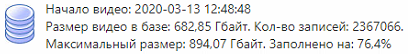 Начало видео: 2020-03-13 12:48:48
Размер видео в базе: 682,85 Гбайт. Кол-во записей: 2367066.
Максимальный размер: 894,07 Гбайт. Заполнено на: 76,4%